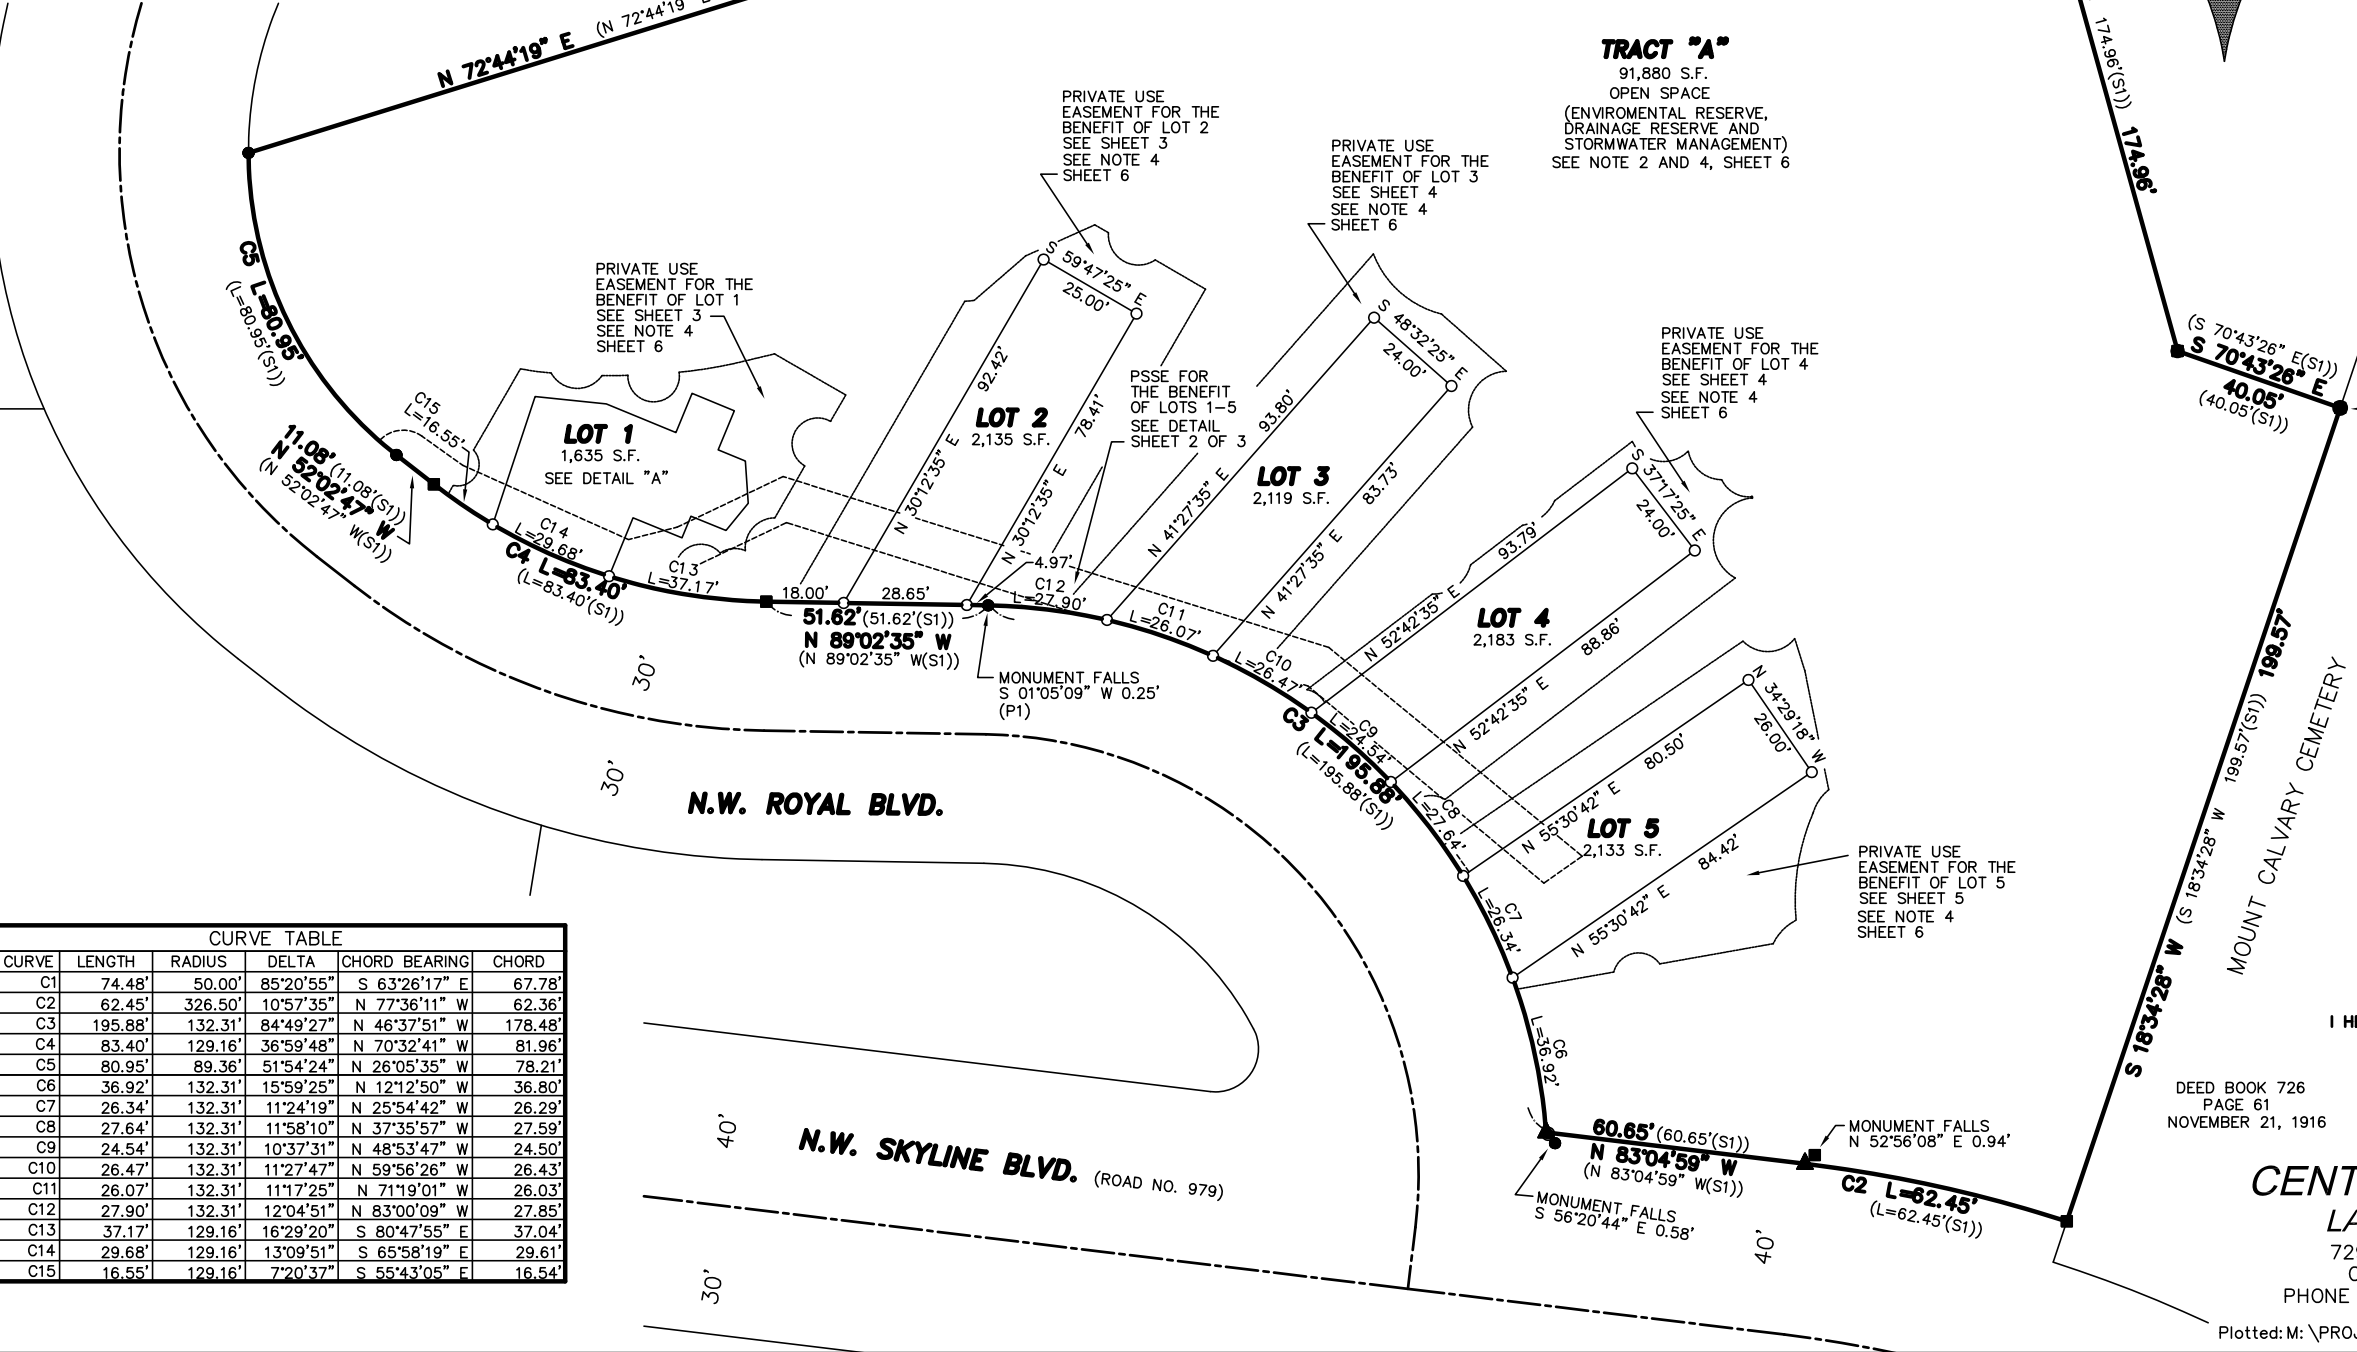 N 72°44'19" E
(N 72°44'19"
TRACT "A"
91,880 S.F.
OPEN SPACE
(ENVIROMENTAL RESERVE,
DRAINAGE RESERVE AND
STORMWATER MANAGEMENT)
SEE NOTE 2 AND 4, SHEET 6
174.96'(S1))
174.96'
PRIVATE USE
EASEMENT FOR THE
BENEFIT OF LOT 2
SEE SHEET 3
SEE NOTE 4
SHEET 6
PRIVATE USE
EASEMENT FOR THE
BENEFIT OF LOT 3
SEE SHEET 4
SEE NOTE 4
SHEET 6
PRIVATE USE
EASEMENT FOR THE
BENEFIT OF LOT 1
SEE SHEET 3
SEE NOTE 4
SHEET 6
PRIVATE USE
EASEMENT FOR THE
BENEFIT OF LOT 4
SEE SHEET 4
SEE NOTE 4
SHEET 6
C5 L=80.95'
(L=80.95'(S1))
S 59°47'25" E
25.00'
92.42'
N 30°12'35" E
LOT 2
2,135 S.F.
78.41'
N 30°12'35" E
PSSE FOR
THE BENEFIT
OF LOTS 1-5
SEE DETAIL
SHEET 2 OF 3
S 48°32'25" E
24.00'
93.80'
N 41°27'35" E
LOT 3
2,119 S.F.
83.73'
N 41°27'35" E
(S 70°43'26" E(S1))
S 70°43'26" E
40.05'
(40.05'(S1))
C15
L=16.55'
LOT 1
1,635 S.F.
SEE DETAIL "A"
11.08' (11.08'(S1))
N 52°02'47" W
(N 52°02'47" W(S1))
C14
L=29.68'
C4 L=83.40'
(L=83.40'(S1))
C13
L=37.17'
18.00'
28.65'
4.97'
C12
L=27.90'
C11
L=26.07'
51.62' (51.62'(S1))
N 89°02'35" W
(N 89°02'35" W(S1))
MONUMENT FALLS
S 01°05'09" W 0.25'
(P1)
S 37°17'25" E
24.00'
93.79'
N 52°42'35" E
LOT 4
2,183 S.F.
88.86'
N 52°42'35" E
C10
L=26.47'
C9
L=24.54'
C3 L=195.88'
(L=195.88'(S1))
C8
L=27.64'
N 34°29'18" W
26.00'
80.50'
N 55°30'42" E
LOT 5
2,133 S.F.
84.42'
N 55°30'42" E
C7
L=26.34'
PRIVATE USE
EASEMENT FOR THE
BENEFIT OF LOT 5
SEE SHEET 5
SEE NOTE 4
SHEET 6
S 18°34'28" W (S 18°34'28" W 199.57'(S1)) 199.57'
MOUNT CALVARY CEMETERY
30'
30'
N.W. ROYAL BLVD.
CURVE TABLE
CURVE LENGTH RADIUS DELTA CHORD BEARING CHORD
C1 74.48' 50.00' 85°20'55" S 63°26'17" E 67.78'
C2 62.45' 326.50' 10°57'35" N 77°36'11" W 62.36'
C3 195.88' 132.31' 84°49'27" N 46°37'51" W 178.48'
C4 83.40' 129.16' 36°59'48" N 70°32'41" W 81.96'
C5 80.95' 89.36' 51°54'24" N 26°05'35" W 78.21'
C6 36.92' 132.31' 15°59'25" N 12°12'50" W 36.80'
C7 26.34' 132.31' 11°24'19" N 25°54'42" W 26.29'
C8 27.64' 132.31' 11°58'10" N 37°35'57" W 27.59'
C9 24.54' 132.31' 10°37'31" N 48°53'47" W 24.50'
C10 26.47' 132.31' 11°27'47" N 59°56'26" W 26.43'
C11 26.07' 132.31' 11°17'25" N 71°19'01" W 26.03'
C12 27.90' 132.31' 12°04'51" N 83°00'09" W 27.85'
C13 37.17' 129.16' 16°29'20" S 80°47'55" E 37.04'
C14 29.68' 129.16' 13°09'51" S 65°58'19" E 29.61'
C15 16.55' 129.16' 7°20'37" S 55°43'05" E 16.54'
C6
L=36.92'
40'
N.W. SKYLINE BLVD. (ROAD NO. 979)
30'
60.65' (60.65'(S1))
N 83°04'59" W
(N 83°04'59" W(S1))
MONUMENT FALLS
S 56°20'44" E 0.58'
MONUMENT FALLS
N 52°56'08" E 0.94'
C2 L=62.45'
(L=62.45'(S1))
40'
I H
DEED BOOK 726
PAGE 61
NOVEMBER 21, 1916
CENT
LA
72
PHONE
Plotted: M: \PROJ